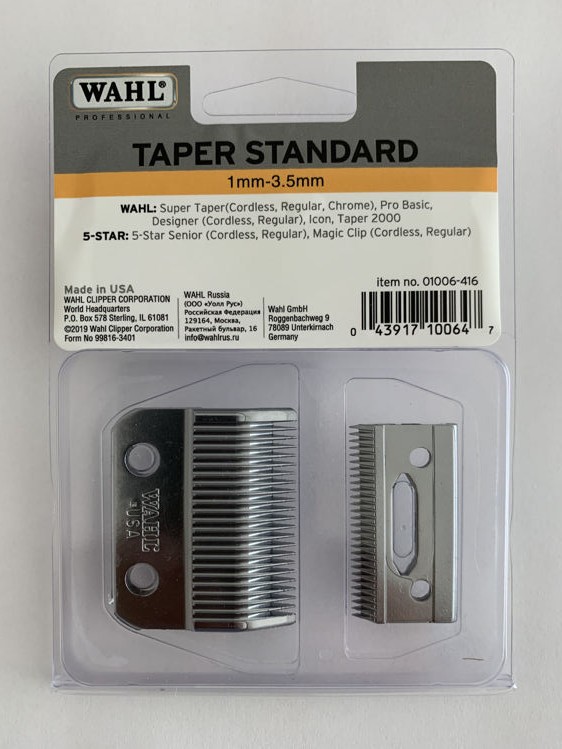 WAHL®
PROFESSIONAL
TAPER STANDARD
1mm-3.5mm
WAHL: Super Taper(Cordless, Regular, Chrome), Pro Basic,
Designer (Cordless, Regular), Icon, Taper 2000
5-STAR: 5-Star Senior (Cordless, Regular), Magic Clip (Cordless, Regular)
Made in USA
WAHL CLIPPER CORPORATION
World Headquarters
P.O. Box 578 Sterling, IL 61081
©2019 Wahl Clipper Corporation
Form No 99816-3401
WAHL Russia
(ООО «Уолл Рус»)
Российская Федерация
129164, Москва,
Ракетный бульвар, 16
info@wahlrus.ru
Wahl GmbH
Roggenbachweg 9
78089 Unterkirnach
Germany
item no. 01006-416
0 43917 10064 7
WAHL
USA